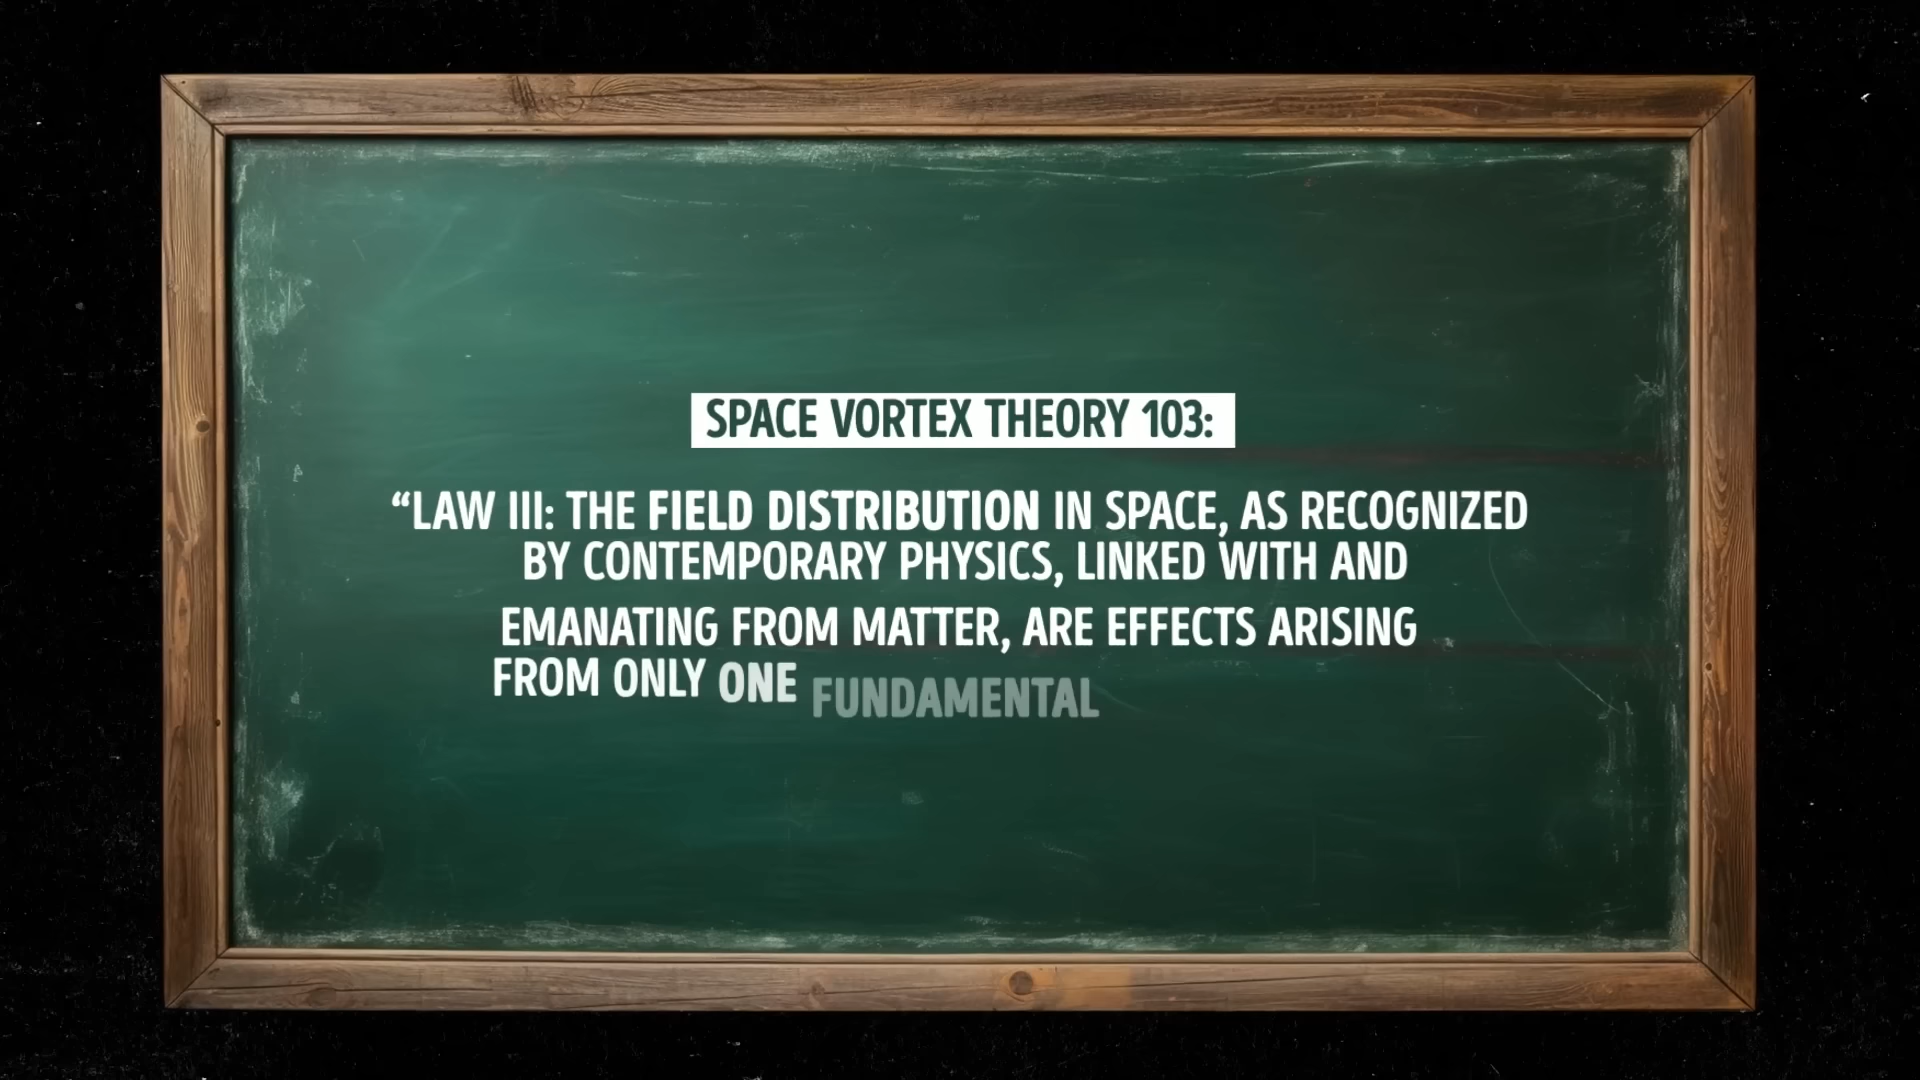 SPACE VORTEX THEORY 103:
“LAW III: THE FIELD DISTRIBUTION IN SPACE, AS RECOGNIZED
BY CONTEMPORARY PHYSICS, LINKED WITH AND
EMANATING FROM MATTER, ARE EFFECTS ARISING
FROM ONLY ONE FUNDAMENTAL